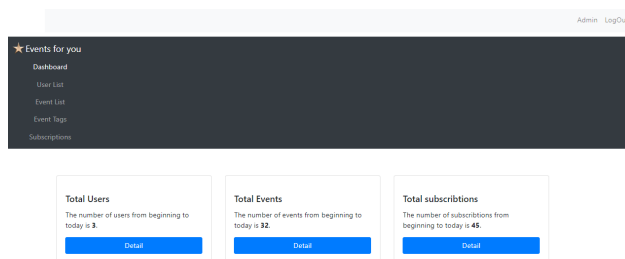 Admin LogOu
Events for you
Dashboard
User List
Event List
Event Tags
Subscriptions
Total Users
The number of users from beginning to
today is 3.
Detail
Total Events
The number of events from beginning to
today is 32.
Detail
Total subscribtions
The number of subscribtions from
beginning to today is 45.
Detail